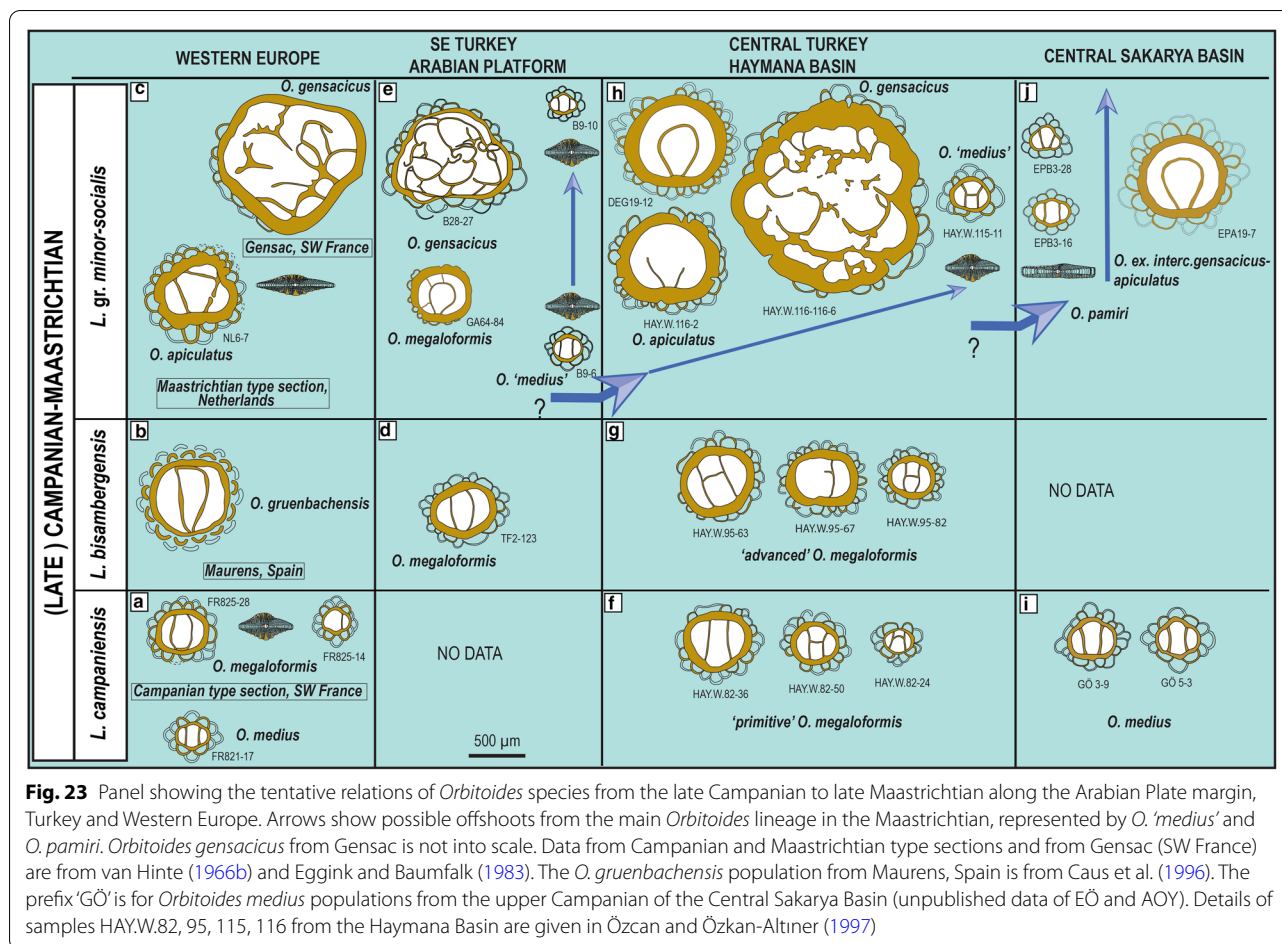 WESTERN EUROPE
SE TURKEY
ARABIAN PLATFORM
CENTRAL TURKEY
HAYMANA BASIN
CENTRAL SAKARYA BASIN
(LATE ) CAMPANIAN-MAASTRICHTIAN
L. gr. minor-socialis
c
O. gensacicus
Gensac, SW France
NL6-7
O. apiculatus
Maastrichtian type section,
Netherlands
e
B9-10
B28-27
O. gensacicus
GA64-84
O. megaloformis
O. 'medius'
B9-6
?
h
O. gensacicus
DEG19-12
O. 'medius'
HAY.W.115-11
HAY.W.116-2
HAY.W.116-116-6
O. apiculatus
?
j
EPB3-28
EPB3-16
EPA19-7
O. ex. interc.gensacicus-
apiculatus
O. pamiri
L. bisambergensis
b
O. gruenbachensis
Maurens, Spain
d
TF2-123
O. megaloformis
g
HAY.W.95-63
HAY.W.95-67
HAY.W.95-82
'advanced' O. megaloformis
NO DATA
L. campaniensis
a
FR825-28
FR825-14
O. megaloformis
Campanian type section, SW France
O. medius
FR821-17
NO DATA
500 µm
f
HAY.W.82-36
HAY.W.82-50
HAY.W.82-24
'primitive' O. megaloformis
i
GÖ 3-9
GÖ 5-3
O. medius
Fig. 23 Panel showing the tentative relations of Orbitoides species from the late Campanian to late Maastrichtian along the Arabian Plate margin,
Turkey and Western Europe. Arrows show possible offshoots from the main Orbitoides lineage in the Maastrichtian, represented by O. 'medius' and
O. pamiri. Orbitoides gensacicus from Gensac is not into scale. Data from Campanian and Maastrichtian type sections and from Gensac (SW France)
are from van Hinte (1966b) and Eggink and Baumfalk (1983). The O. gruenbachensis population from Maurens, Spain is from Caus et al. (1996). The
prefix 'GÖ' is for Orbitoides medius populations from the upper Campanian of the Central Sakarya Basin (unpublished data of EÖ and AOY). Details of
samples HAY.W.82, 95, 115, 116 from the Haymana Basin are given in Özcan and Özkan-Altıner (1997)